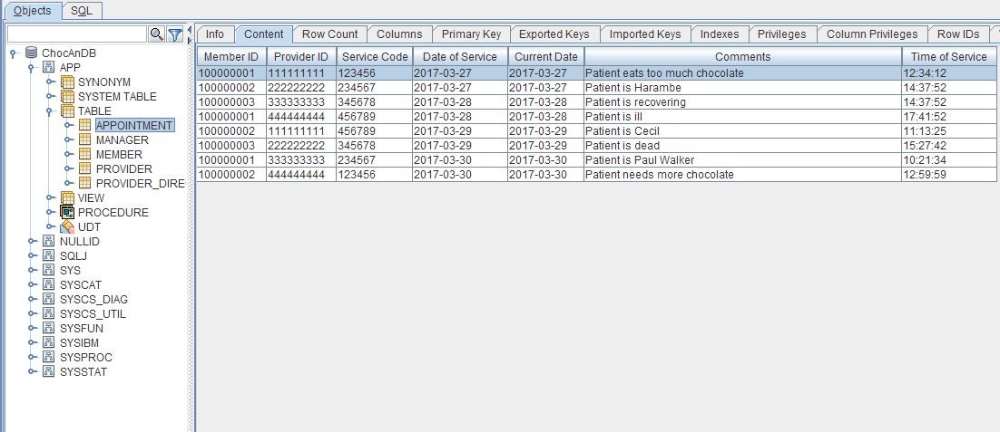 Objects SQL
Info Content Row Count Columns Primary Key Exported Keys Imported Keys Indexes Privileges Column Privileges Row IDs
ChocAnDB
APP
SYNONYM
SYSTEM TABLE
TABLE
APPOINTMENT
MANAGER
MEMBER
PROVIDER
PROVIDER_DIRE
VIEW
PROCEDURE
UDT
NULLID
SQLJ
SYS
SYSCAT
SYSCS_DIAG
SYSCS_UTIL
SYSFUN
SYSIBM
SYSPROC
SYSSTAT
Member ID Provider ID Service Code Date of Service Current Date Comments Time of Service
100000001 111111111 123456 2017-03-27 2017-03-27 Patient eats too much chocolate 12:34:12
100000002 222222222 234567 2017-03-27 2017-03-27 Patient is Harambe 14:37:52
100000003 333333333 345678 2017-03-28 2017-03-28 Patient is recovering 14:37:52
100000001 444444444 456789 2017-03-28 2017-03-28 Patient is ill 17:41:52
100000002 111111111 456789 2017-03-29 2017-03-29 Patient is Cecil 11:13:25
100000003 222222222 345678 2017-03-29 2017-03-29 Patient is dead 15:27:42
100000001 333333333 234567 2017-03-30 2017-03-30 Patient is Paul Walker 10:21:34
100000002 444444444 123456 2017-03-30 2017-03-30 Patient needs more chocolate 12:59:59